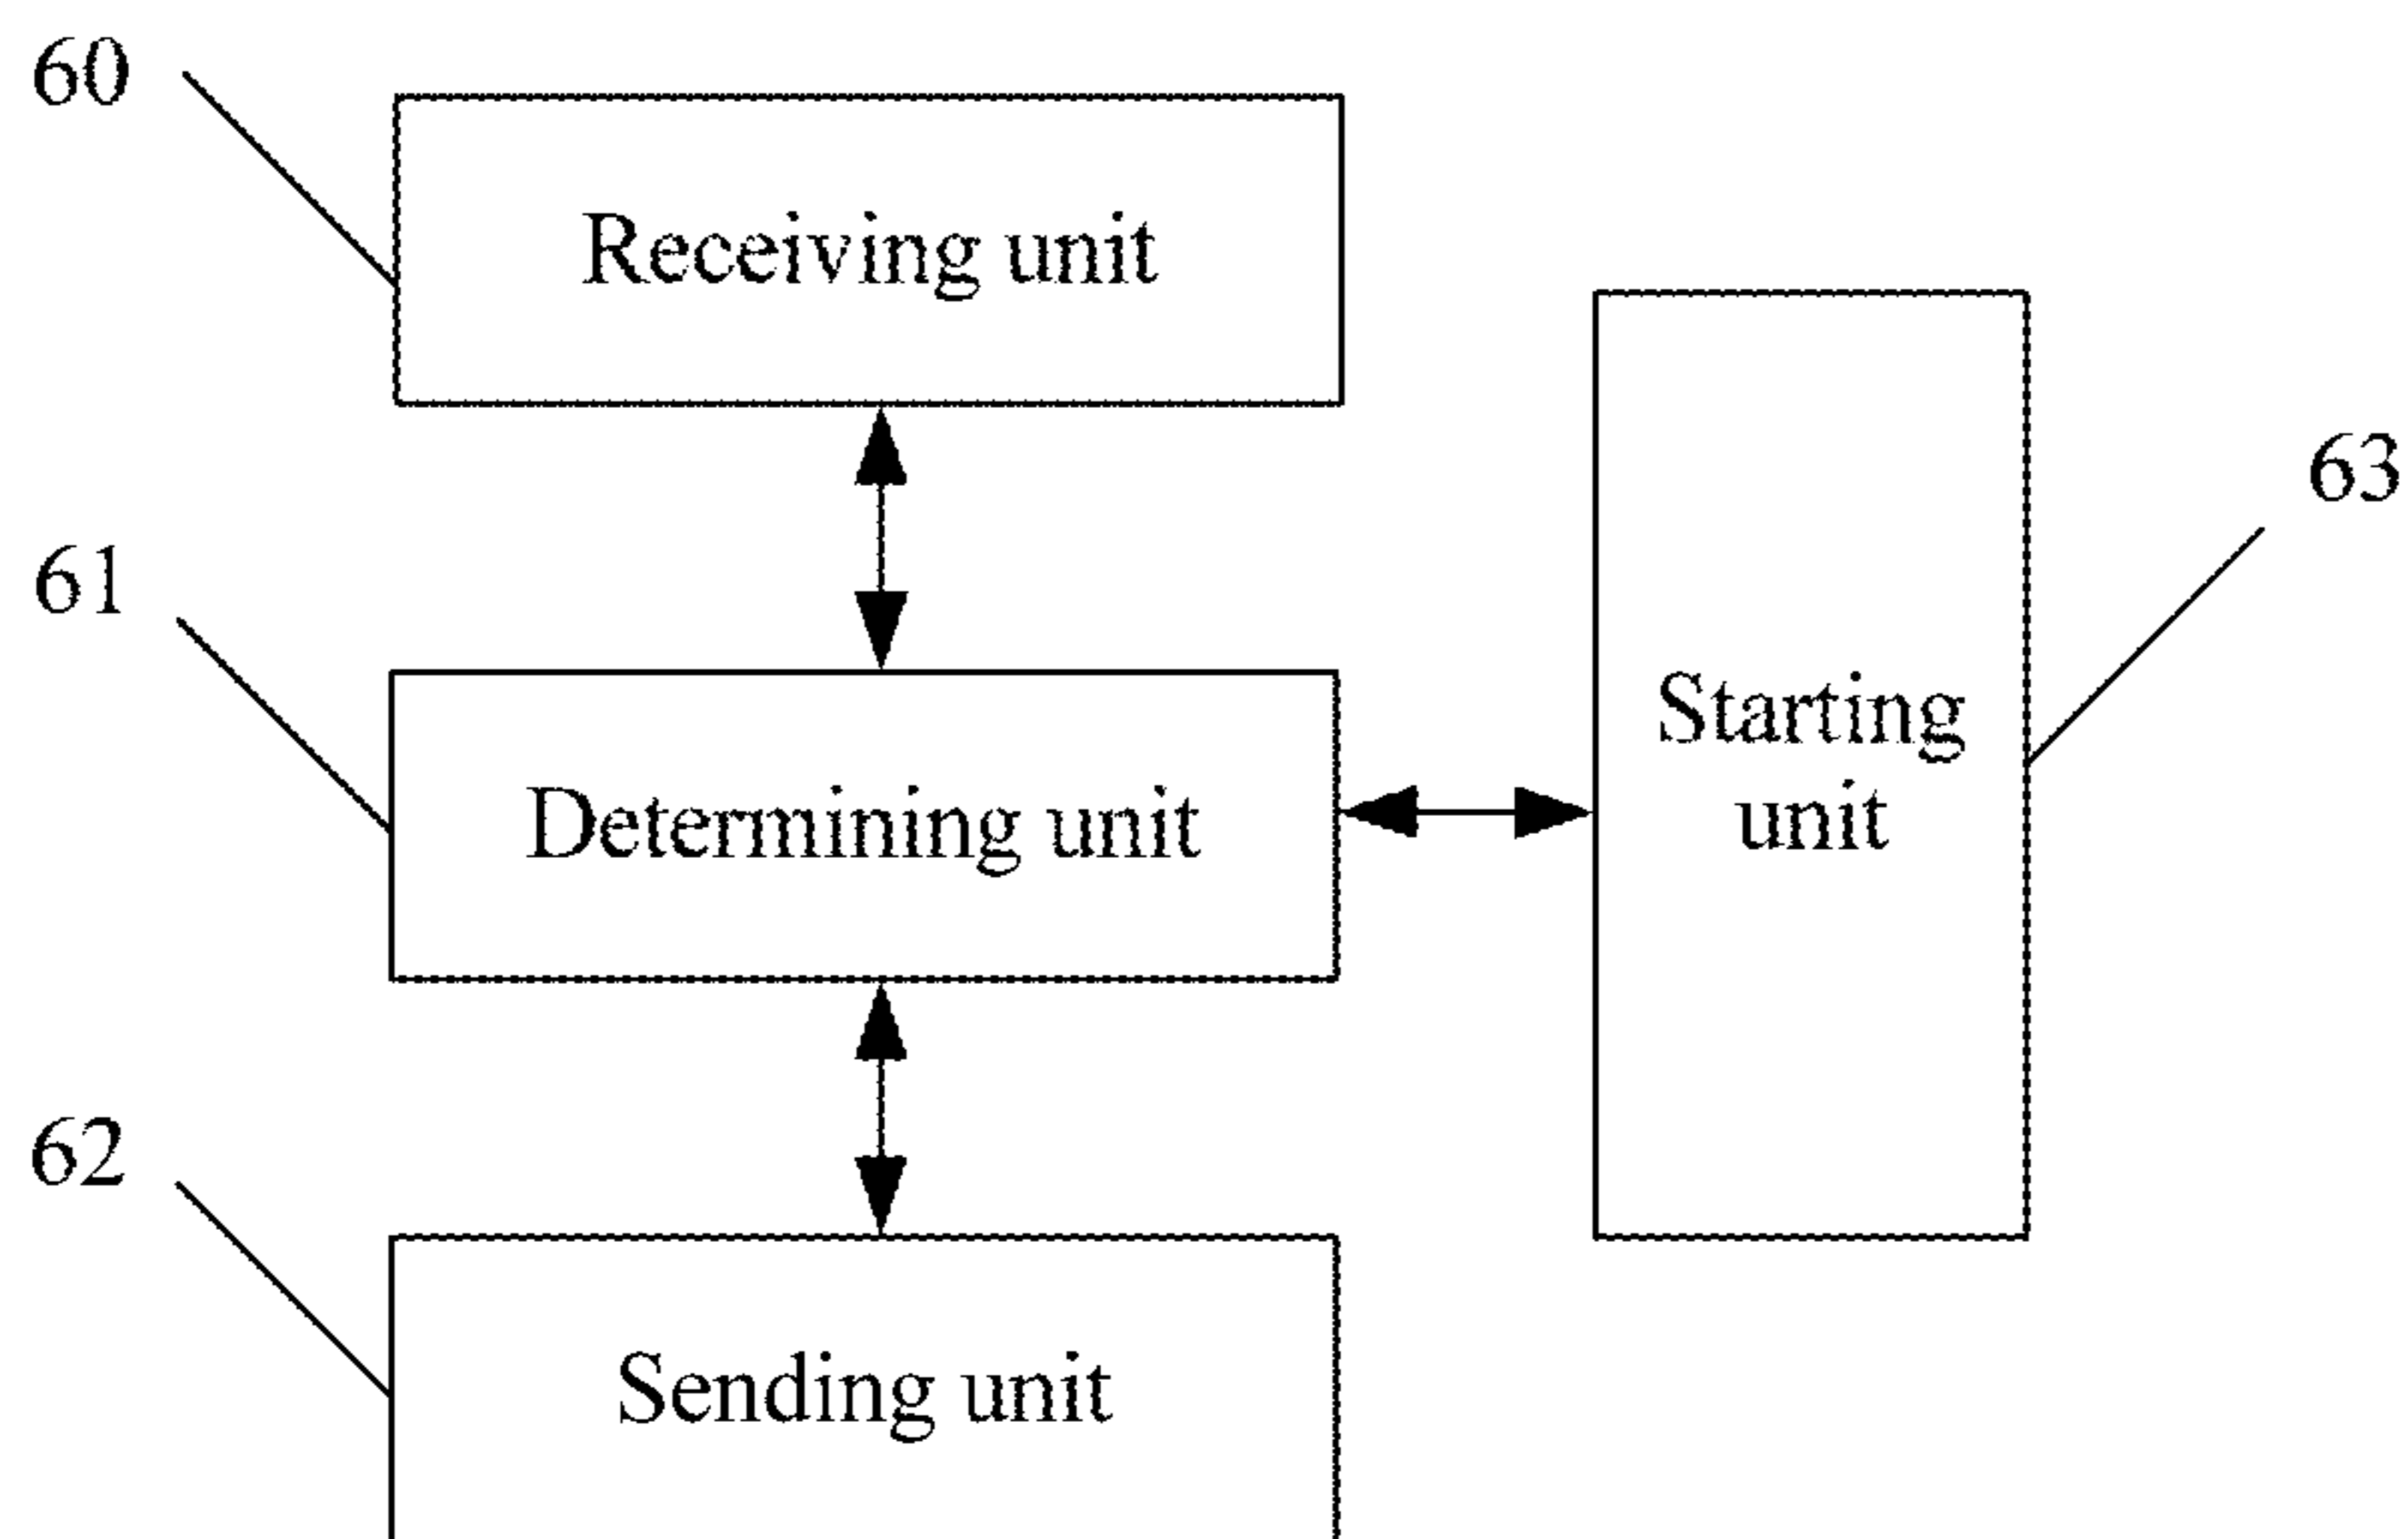 60
Receiving unit
63
61
Starting
unit
Determining unit
62
Sending unit